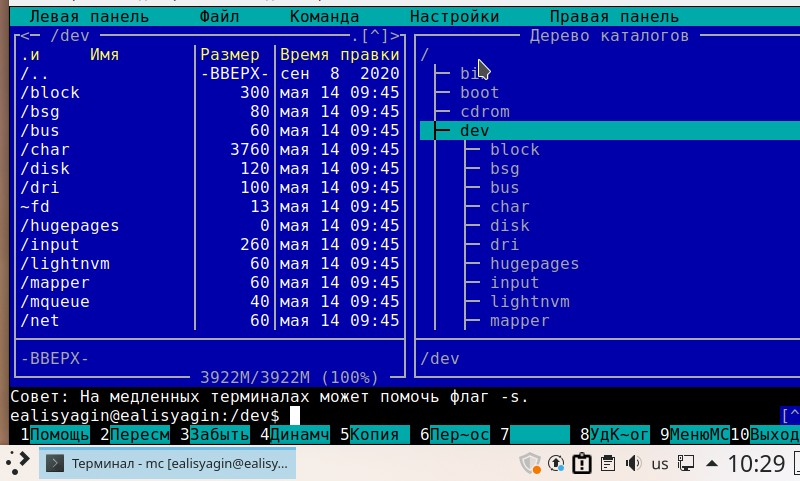 Левая панель Файл Команда Настройки Правая панель
<— /dev .[^]> Дерево каталогов
.и Имя Размер Время правки
/.. -ВВЕРХ- сен 8 2020
/block 300 мая 14 09:45
/bsg 80 мая 14 09:45
/bus 60 мая 14 09:45
/char 3760 мая 14 09:45
/disk 120 мая 14 09:45
/dri 100 мая 14 09:45
~fd 13 мая 14 09:45
/hugepages 0 мая 14 09:45
/input 260 мая 14 09:45
/lightnvm 60 мая 14 09:45
/mapper 60 мая 14 09:45
/mqueue 40 мая 14 09:45
/net 60 мая 14 09:45
-ВВЕРХ-
3922M/3922M (100%)
/
boot
cdrom
dev
block
bsg
bus
char
disk
dri
hugepages
input
lightnvm
mapper
/dev
Совет: На медленных терминалах может помочь флаг -s.
ealisyagin@ealisyagin:/dev$ [^
1Помощь 2Пересм 3Забыть 4Динамч 5Копия 6Пер~ос 7 8УдК~ог 9МенюMC 10Выход
Терминал - mc [ealisyagin@ealisy... us 10:29